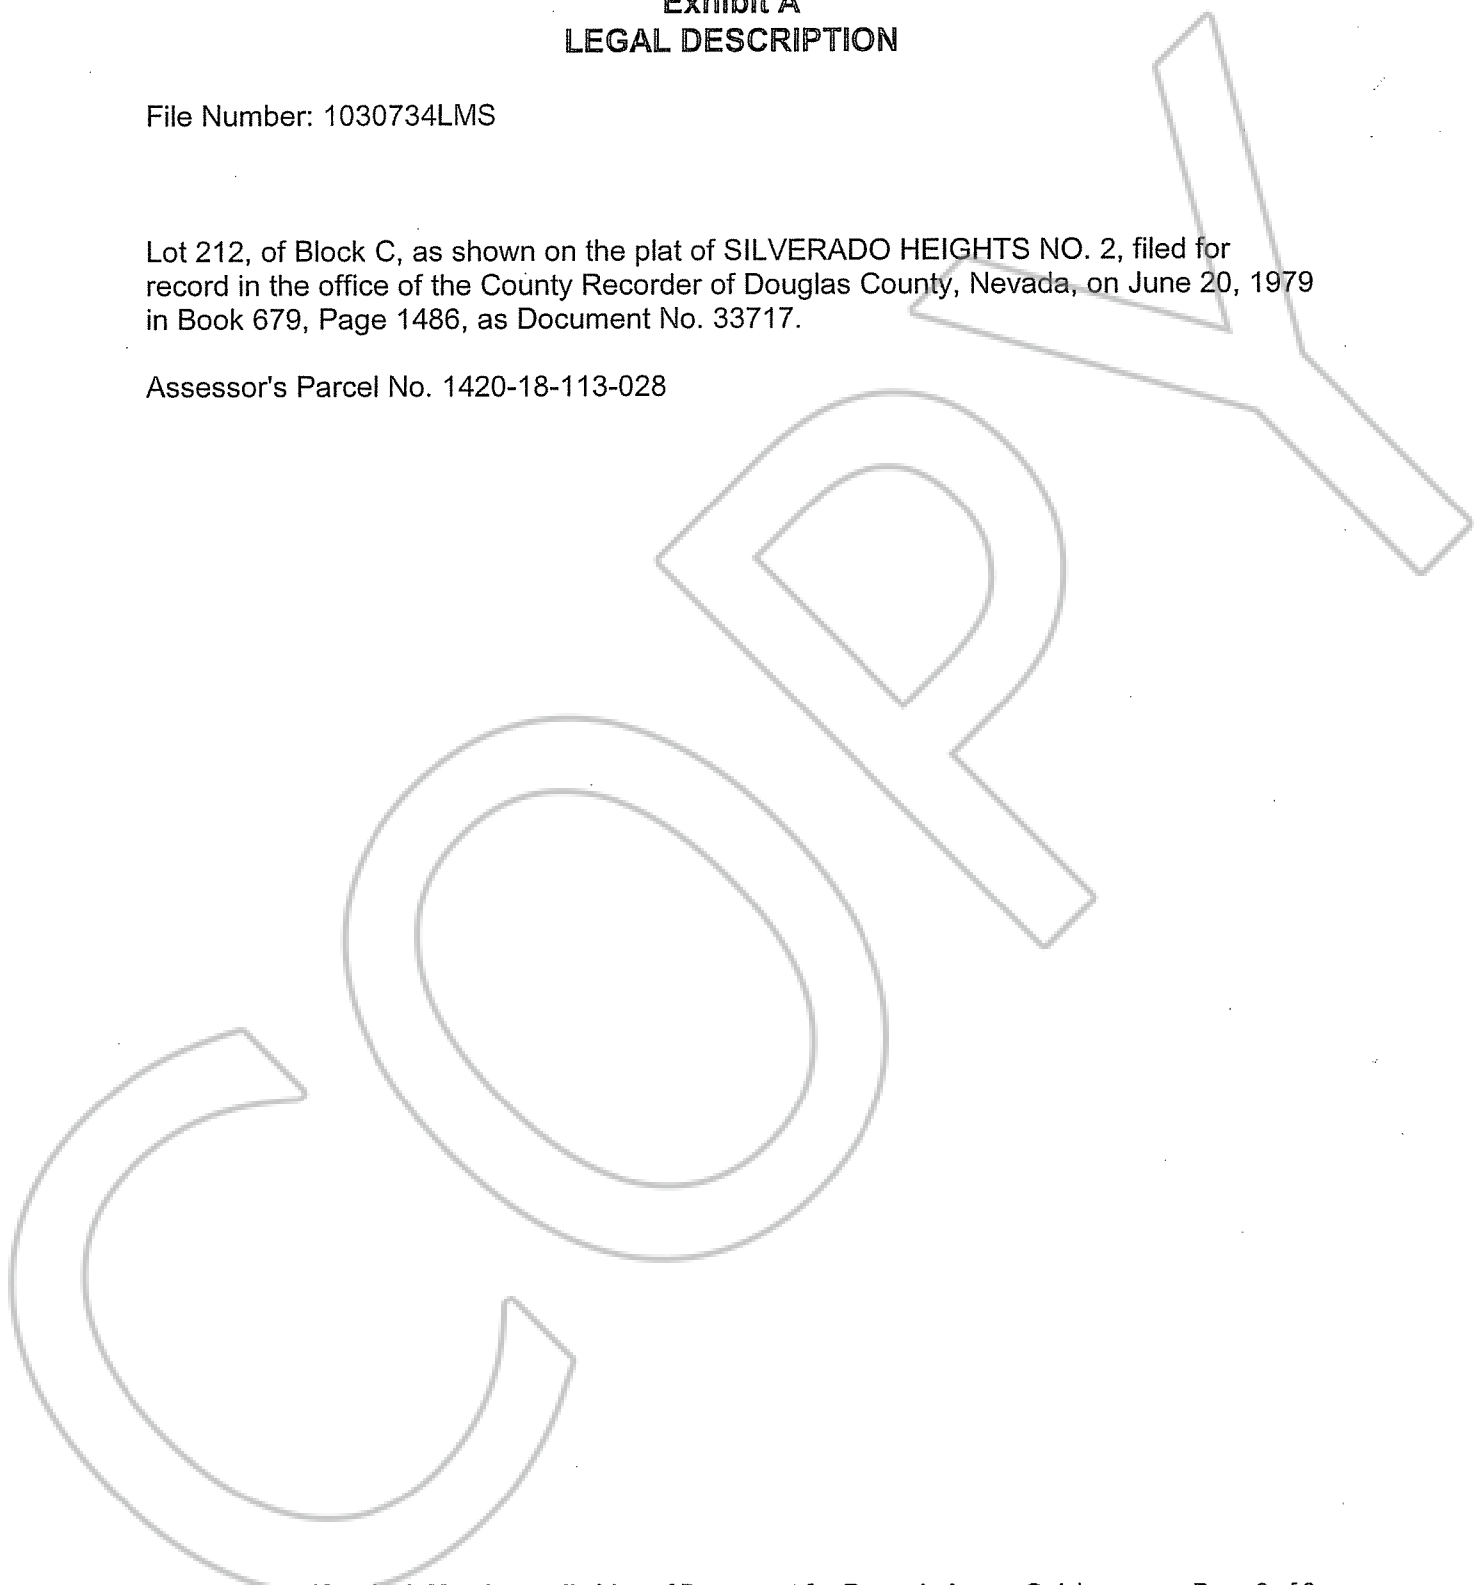 Exhibit A
LEGAL DESCRIPTION
File Number: 1030734LMS
Lot 212, of Block C, as shown on the plat of SILVERADO HEIGHTS NO. 2, filed for
record in the office of the County Recorder of Douglas County, Nevada, on June 20, 1979
in Book 679, Page 1486, as Document No. 33717.
Assessor's Parcel No. 1420-18-113-028
COPY